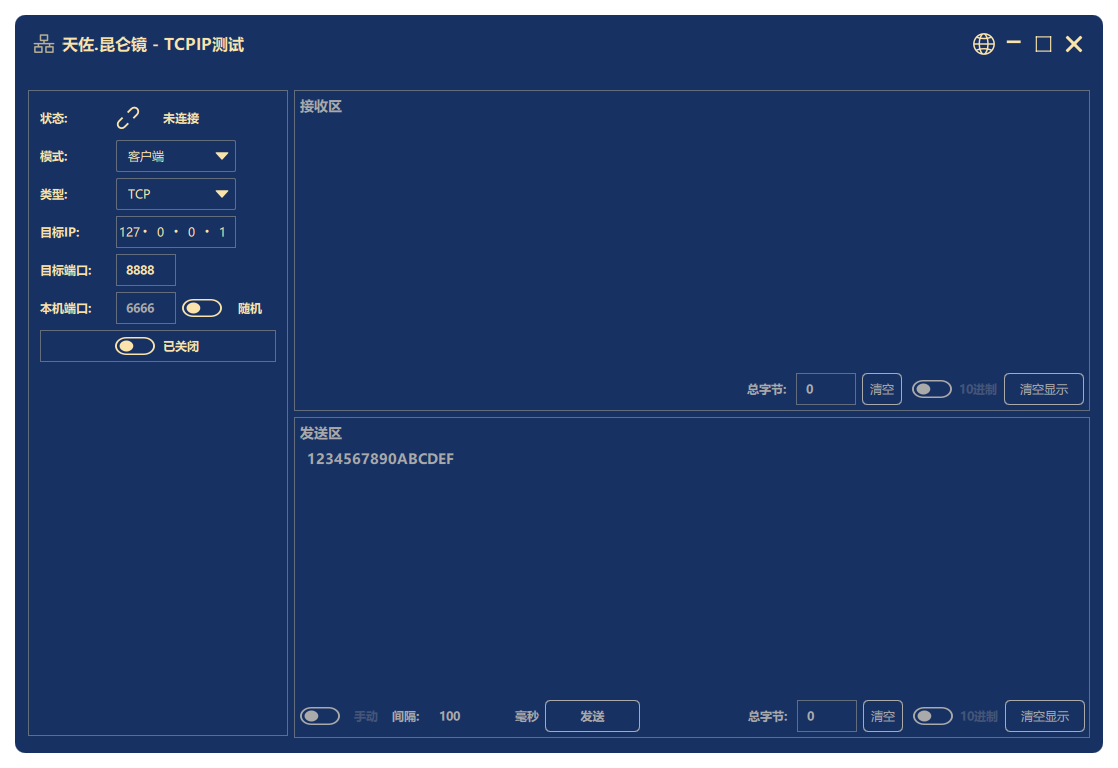 天佐.昆仑镜 - TCPIP测试
状态: 未连接
模式: 客户端
类型: TCP
目标IP: 127 · 0 · 0 · 1
目标端口: 8888
本机端口: 6666 随机
已关闭
接收区
总字节: 0 清空 10进制 清空显示
发送区
1234567890ABCDEF
手动 间隔: 100 毫秒 发送 总字节: 0 清空 10进制 清空显示